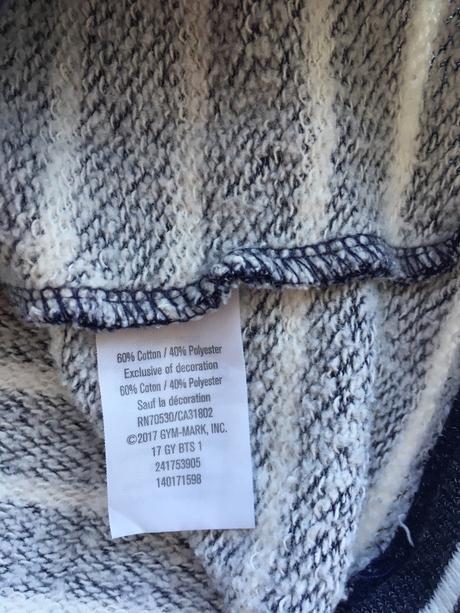 60% Cotton / 40% Polyester
Exclusive of decoration
60% Coton / 40% Polyester
Sauf la décoration
RN70530/CA31802
©2017 GYM-MARK, INC.
17 GY BTS 1
241753905
140171598